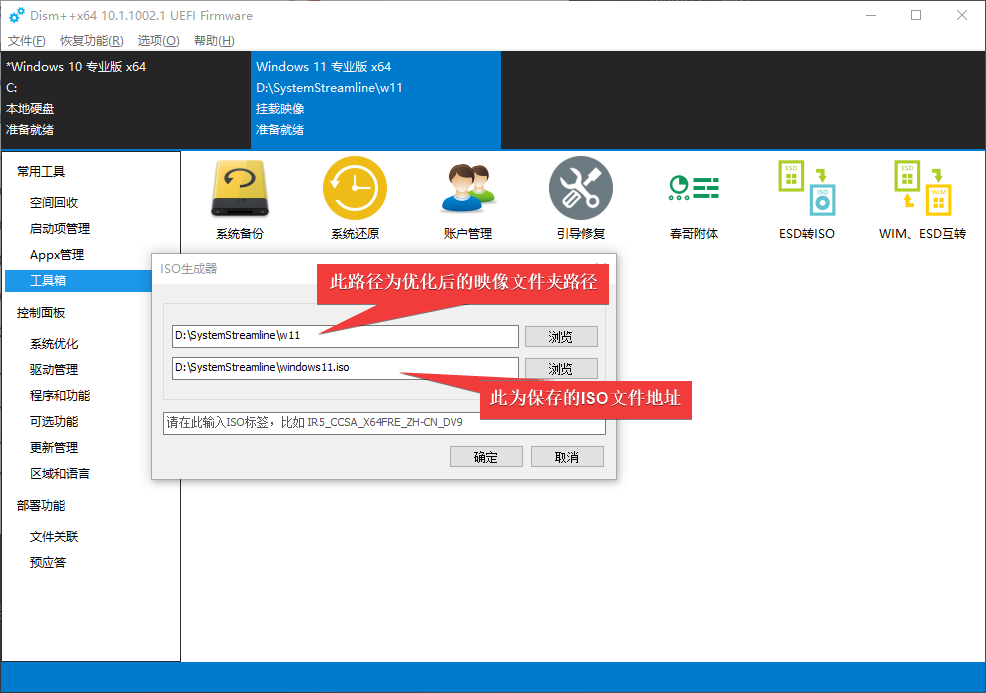 Dism++x64 10.1.1002.1 UEFI Firmware
文件(F) 恢复功能(R) 选项(O) 帮助(H)
*Windows 10 专业版 x64
C:
本地硬盘
准备就绪
Windows 11 专业版 x64
D:\SystemStreamline\w11
挂载映像
准备就绪
常用工具
空间回收
启动项管理
Appx管理
工具箱
控制面板
系统优化
驱动管理
程序和功能
可选功能
更新管理
区域和语言
部署功能
文件关联
预应答
系统备份
系统还原
账户管理
引导修复
春哥附体
ESD
ISO
ESD转ISO
ESD
WIM
WIM、ESD互转
ISO生成器
此路径为优化后的映像文件夹路径
D:\SystemStreamline\w11
浏览
D:\SystemStreamline\windows11.iso
浏览
此为保存的ISO文件地址
请在此输入ISO标签，比如 IR5_CCSA_X64FRE_ZH-CN_DV9
确定
取消